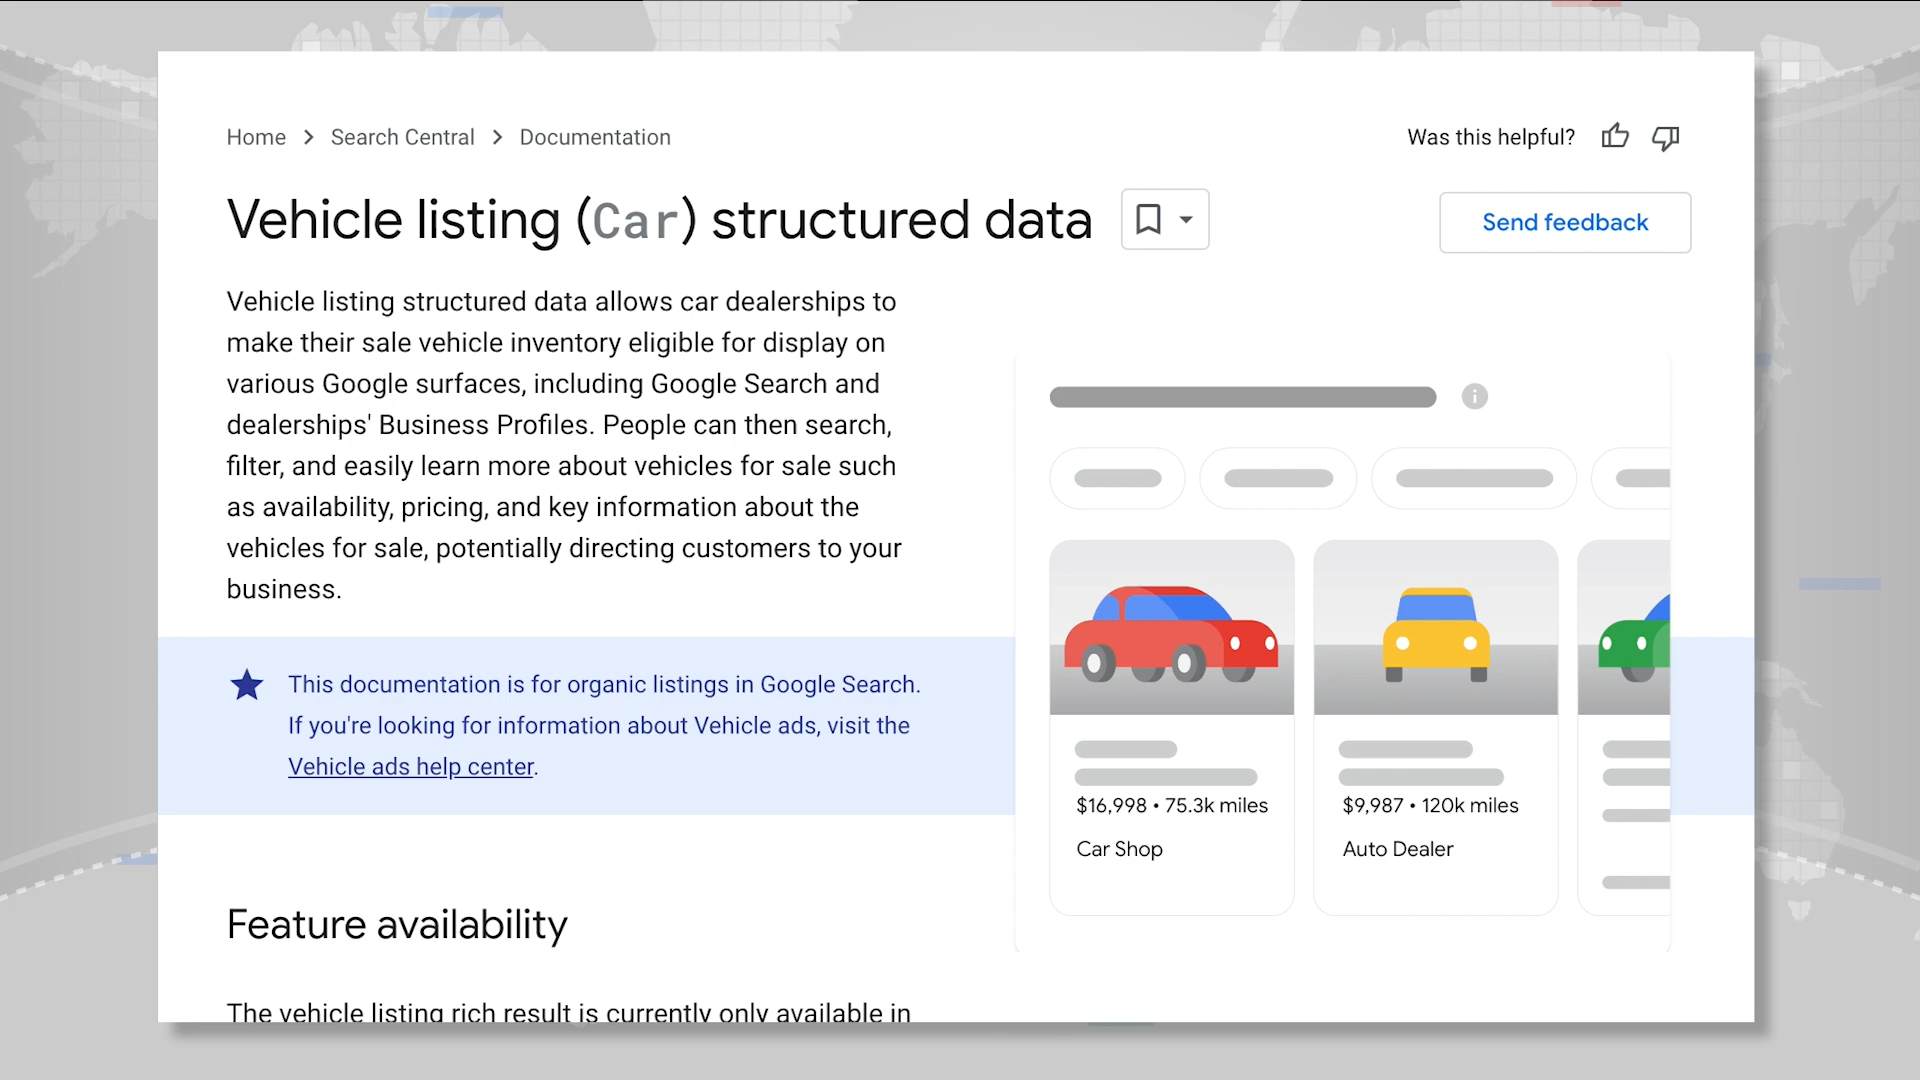 Home > Search Central > Documentation
Was this helpful?
Vehicle listing (Car) structured data
Send feedback
Vehicle listing structured data allows car dealerships to
make their sale vehicle inventory eligible for display on
various Google surfaces, including Google Search and
dealerships' Business Profiles. People can then search,
filter, and easily learn more about vehicles for sale such
as availability, pricing, and key information about the
vehicles for sale, potentially directing customers to your
business.
This documentation is for organic listings in Google Search.
If you're looking for information about Vehicle ads, visit the
Vehicle ads help center.
$16,998 • 75.3k miles
Car Shop
$9,987 • 120k miles
Auto Dealer
Feature availability
The vehicle listing rich result is currently only available in